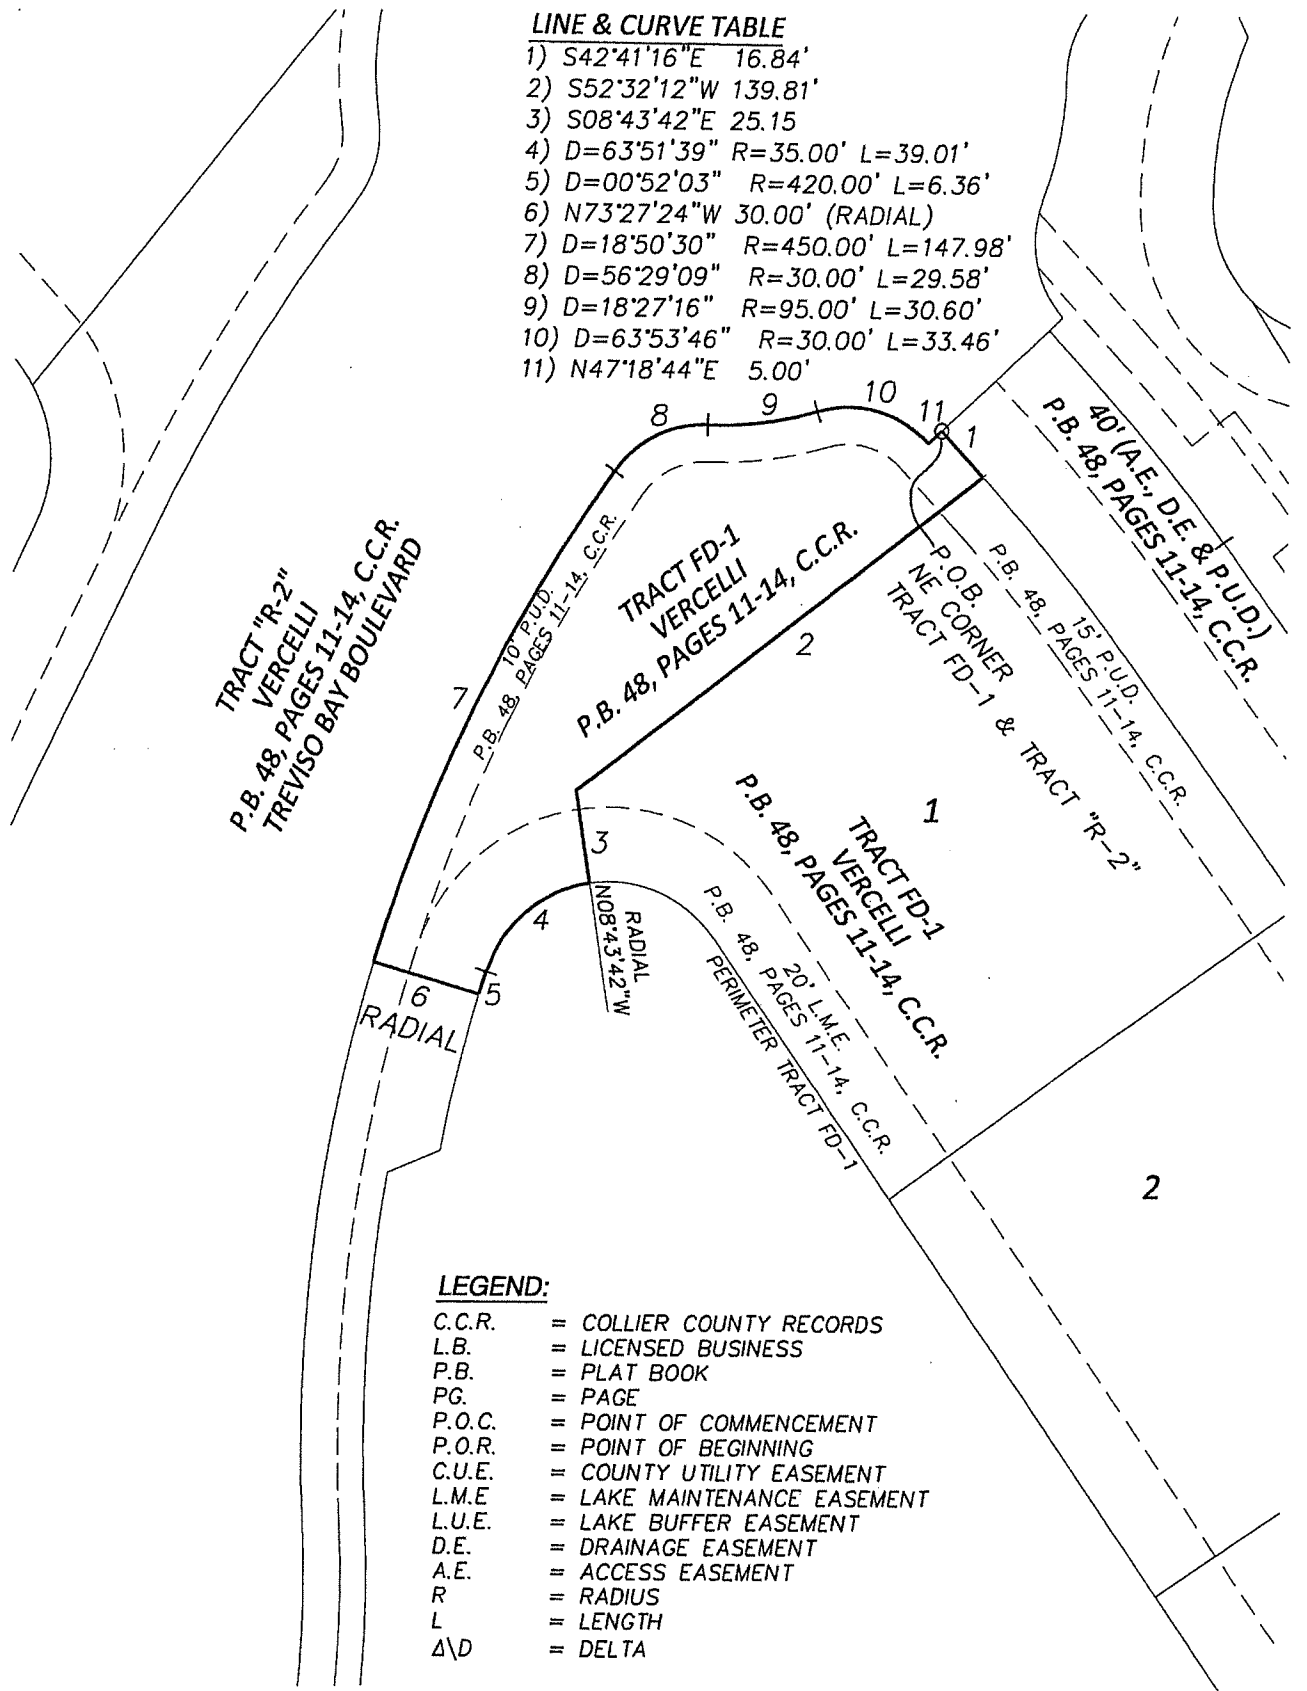 LINE & CURVE TABLE
1) S42°41'16"E 16.84'
2) S52°32'12"W 139.81'
3) S08°43'42"E 25.15
4) D=63°51'39" R=35.00' L=39.01'
5) D=00°52'03" R=420.00' L=6.36'
6) N73°27'24"W 30.00' (RADIAL)
7) D=18°50'30" R=450.00' L=147.98'
8) D=56°29'09" R=30.00' L=29.58'
9) D=18°27'16" R=95.00' L=30.60'
10) D=63°53'46" R=30.00' L=33.46'
11) N47°18'44"E 5.00'
8
9
10
11
1
40' (A.E., D.E. & P.U.D.)
P.B. 48, PAGES 11-14, C.C.R.
TRACT "R-2"
VERCELLI
P.B. 48, PAGES 11-14, C.C.R.
TREVISO BAY BOULEVARD
7
10' P.U.D.
P.B. 48, PAGES 11-14, C.C.R.
TRACT FD-1
VERCELLI
P.B. 48, PAGES 11-14, C.C.R.
2
P.O.B.
NE CORNER
TRACT FD-1 & TRACT "R-2"
15' P.U.D.
P.B. 48, PAGES 11-14, C.C.R.
1
TRACT FD-1
VERCELLI
P.B. 48, PAGES 11-14, C.C.R.
3
4
5
6
RADIAL
RADIAL
N08°43'42"W
20' L.M.E.
P.B. 48, PAGES 11-14, C.C.R.
PERIMETER TRACT FD-1
2
LEGEND:
C.C.R. = COLLIER COUNTY RECORDS
L.B. = LICENSED BUSINESS
P.B. = PLAT BOOK
PG. = PAGE
P.O.C. = POINT OF COMMENCEMENT
P.O.R. = POINT OF BEGINNING
C.U.E. = COUNTY UTILITY EASEMENT
L.M.E = LAKE MAINTENANCE EASEMENT
L.U.E. = LAKE BUFFER EASEMENT
D.E. = DRAINAGE EASEMENT
A.E. = ACCESS EASEMENT
R = RADIUS
L = LENGTH
Δ\D = DELTA